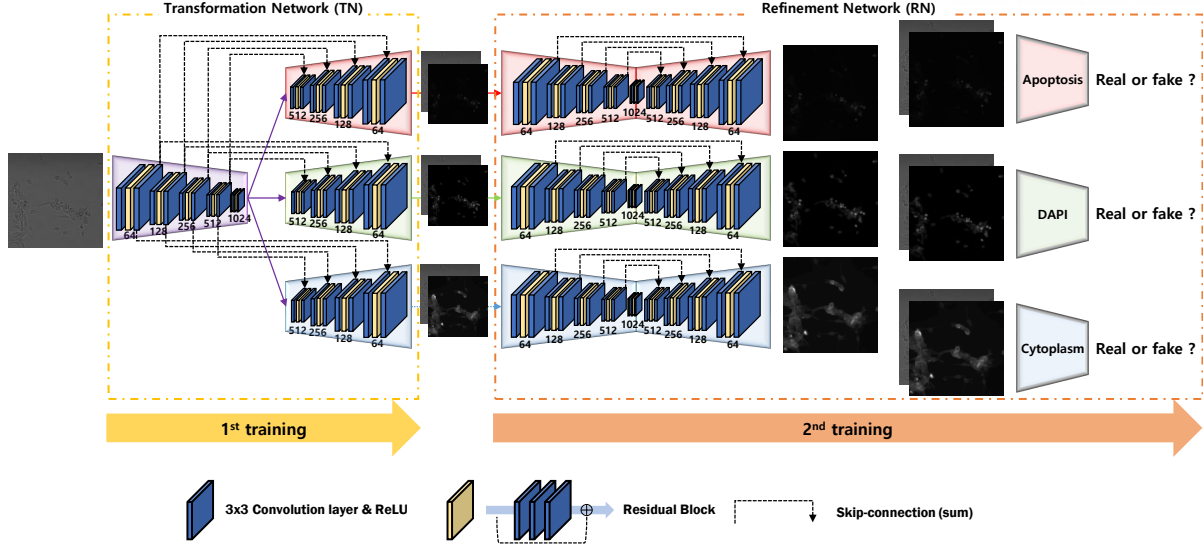 Transformation Network (TN)
Refinement Network (RN)
512 256 128 64
64 128 256 512 1024 512 256 128 64
Apoptosis
Real or fake ?
64 128 256 512 1024
512 256 128 64
64 128 256 512 1024 512 256 128 64
DAPI
Real or fake ?
512 256 128 64
64 128 256 512 1024 512 256 128 64
Cytoplasm
Real or fake ?
1st training
2nd training
3x3 Convolution layer & ReLU
Residual Block
Skip-connection (sum)